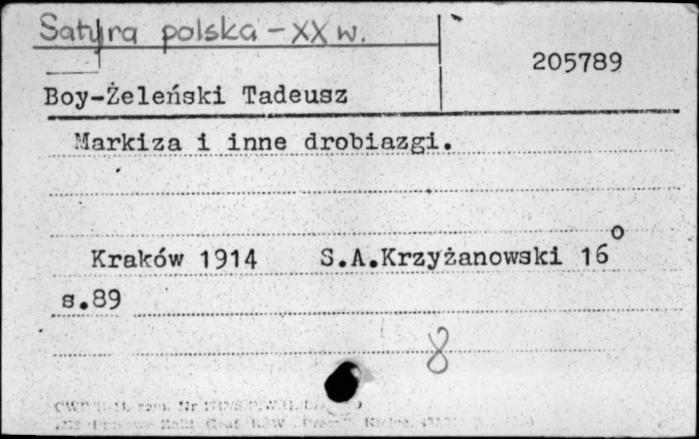 Satyra polska – XX w.
205789
Boy-Żeleński Tadeusz
Markiza i inne drobiazgi.
Kraków 1914 S.A.Krzyżanowski 16°
s.89
8